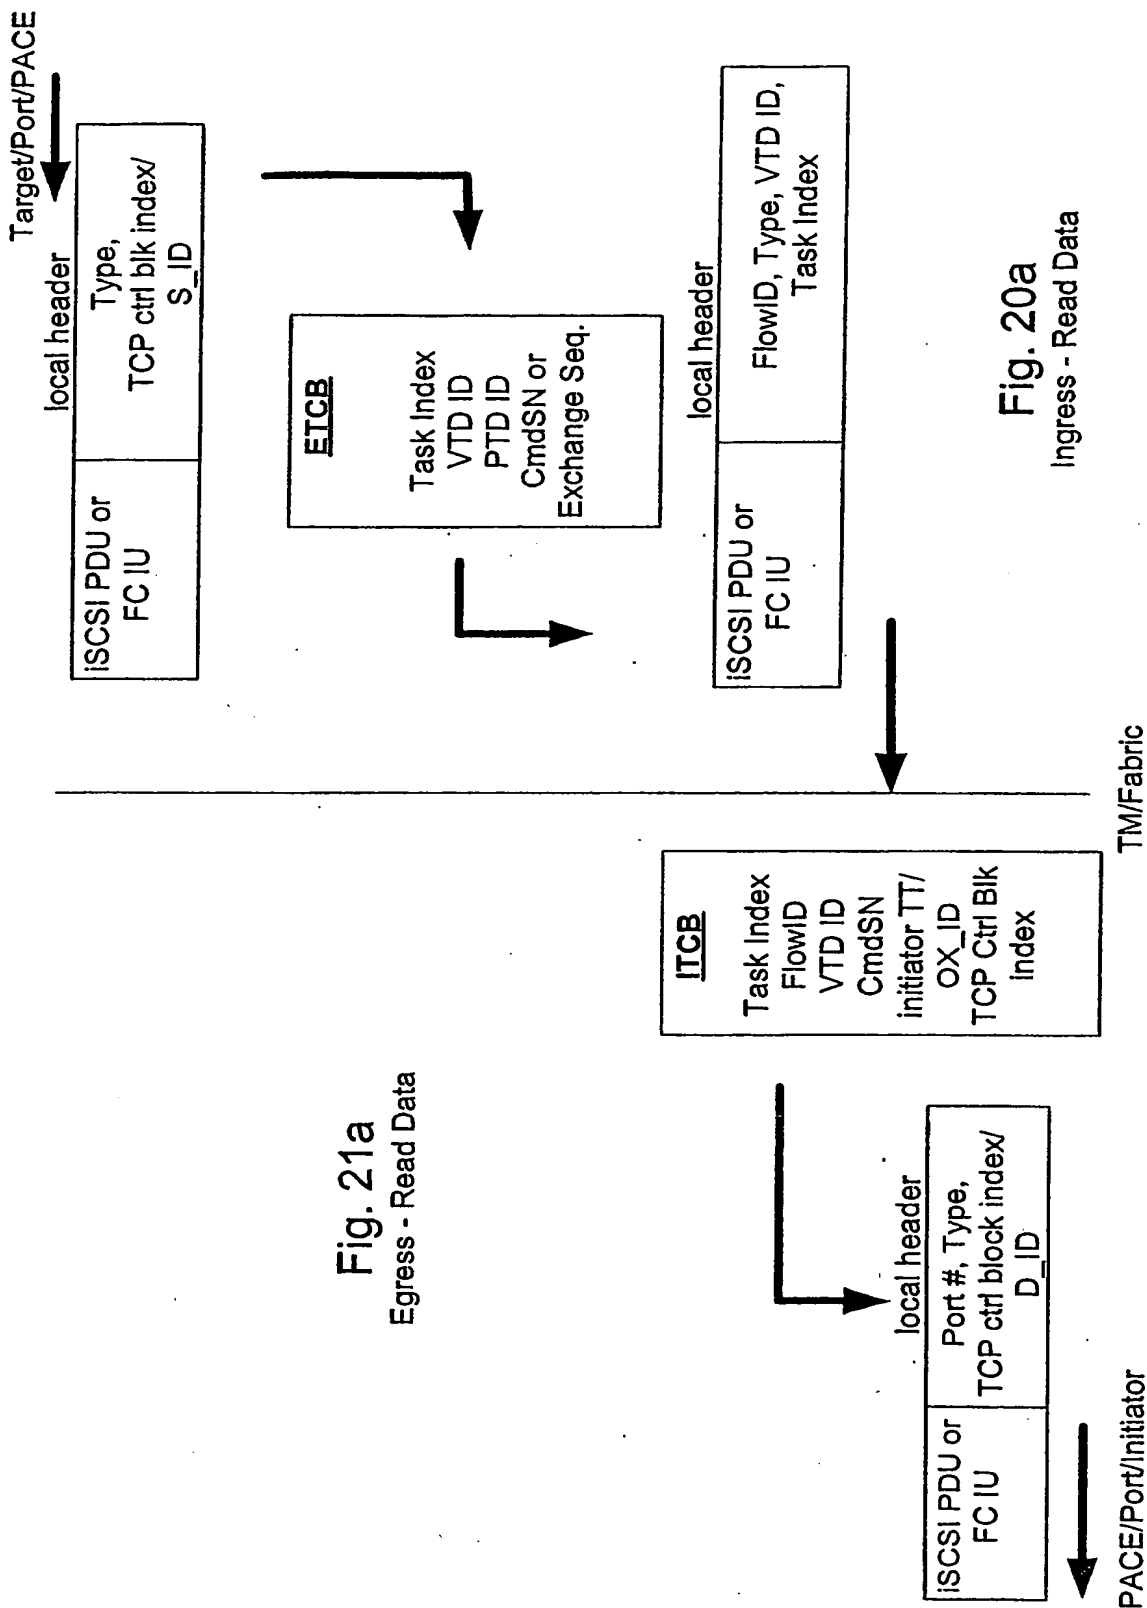 Target/Port/PACE
local header
iSCSI PDU or
FC IU
Type,
TCP ctrl blk index/
S_ID
ETCB
Task Index
VTD ID
PTD ID
CmdSN or
Exchange Seq.
local header
iSCSI PDU or
FC IU
FlowID, Type, VTD ID,
Task Index
Fig. 20a
Ingress - Read Data
TM/Fabric
Fig. 21a
Egress - Read Data
ITCB
Task Index
FlowID
VTD ID
CmdSN
initiator TT/
OX_ID
TCP Ctrl Blk
Index
local header
iSCSI PDU or
FC IU
Port #, Type,
TCP ctrl block index/
D_ID
PACE/Port/Initiator